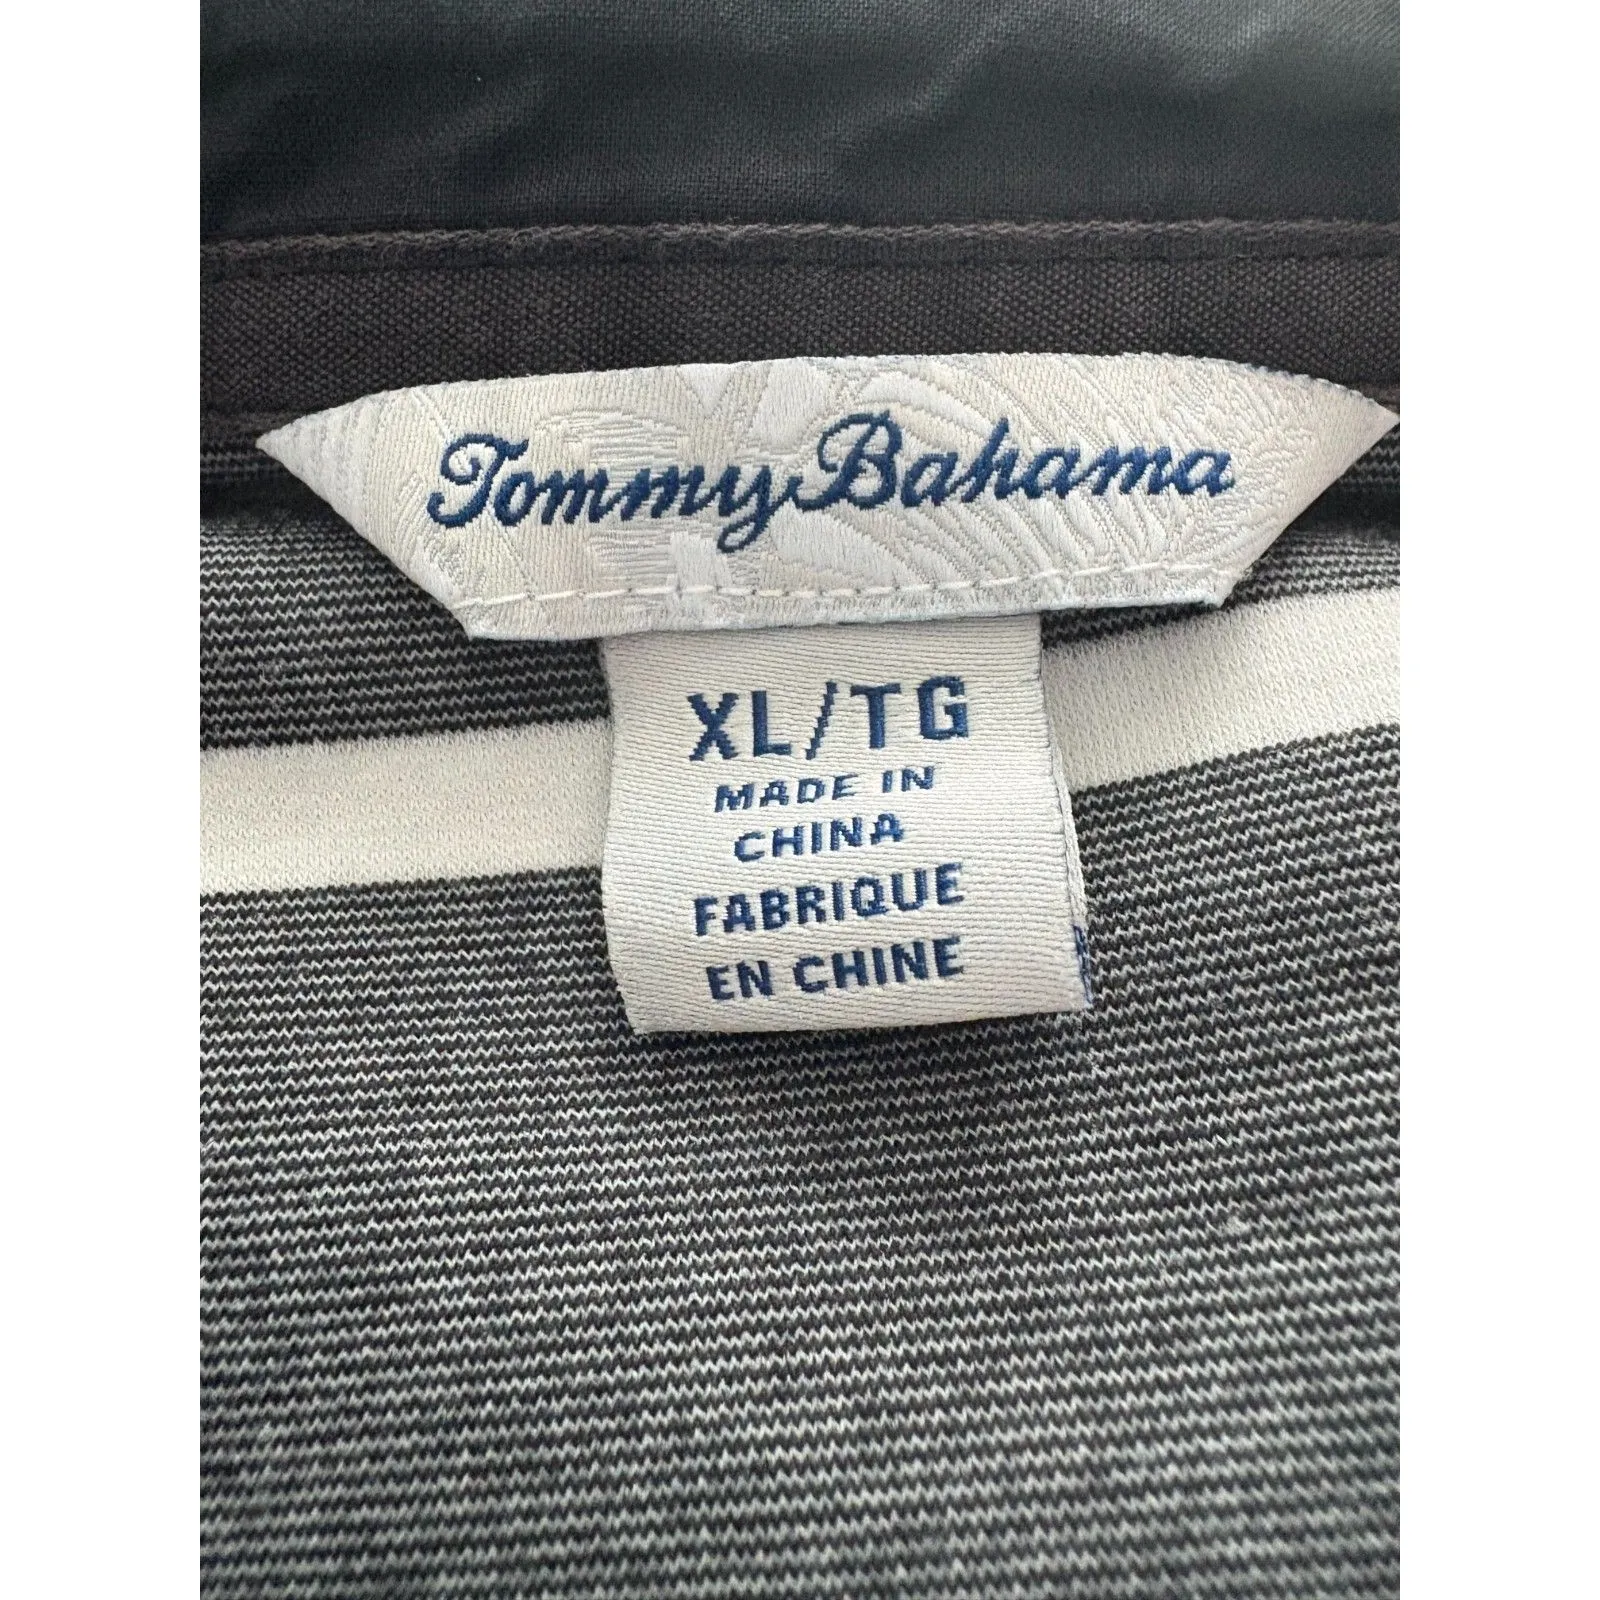 Tommy Bahama
XL/TG
MADE IN
CHINA
FABRIQUE
EN CHINE